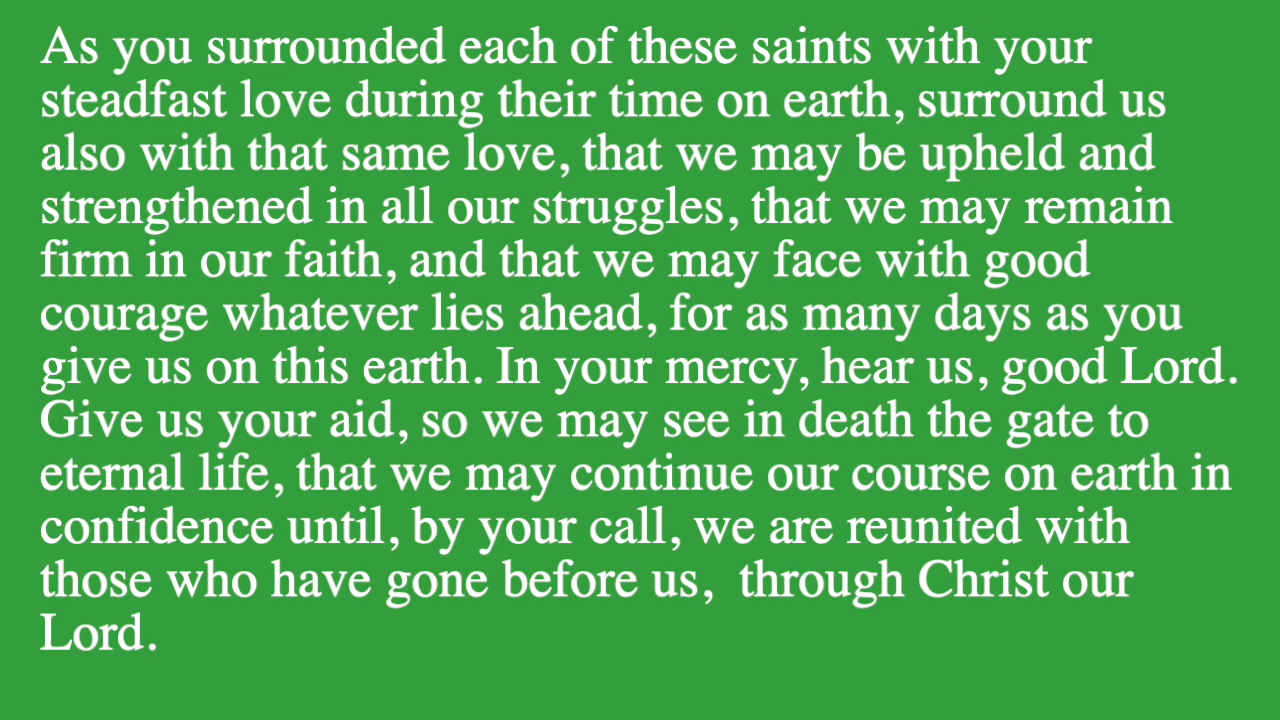 As you surrounded each of these saints with your
steadfast love during their time on earth, surround us
also with that same love, that we may be upheld and
strengthened in all our struggles, that we may remain
firm in our faith, and that we may face with good
courage whatever lies ahead, for as many days as you
give us on this earth. In your mercy, hear us, good Lord.
Give us your aid, so we may see in death the gate to
eternal life, that we may continue our course on earth in
confidence until, by your call, we are reunited with
those who have gone before us,  through Christ our
Lord.